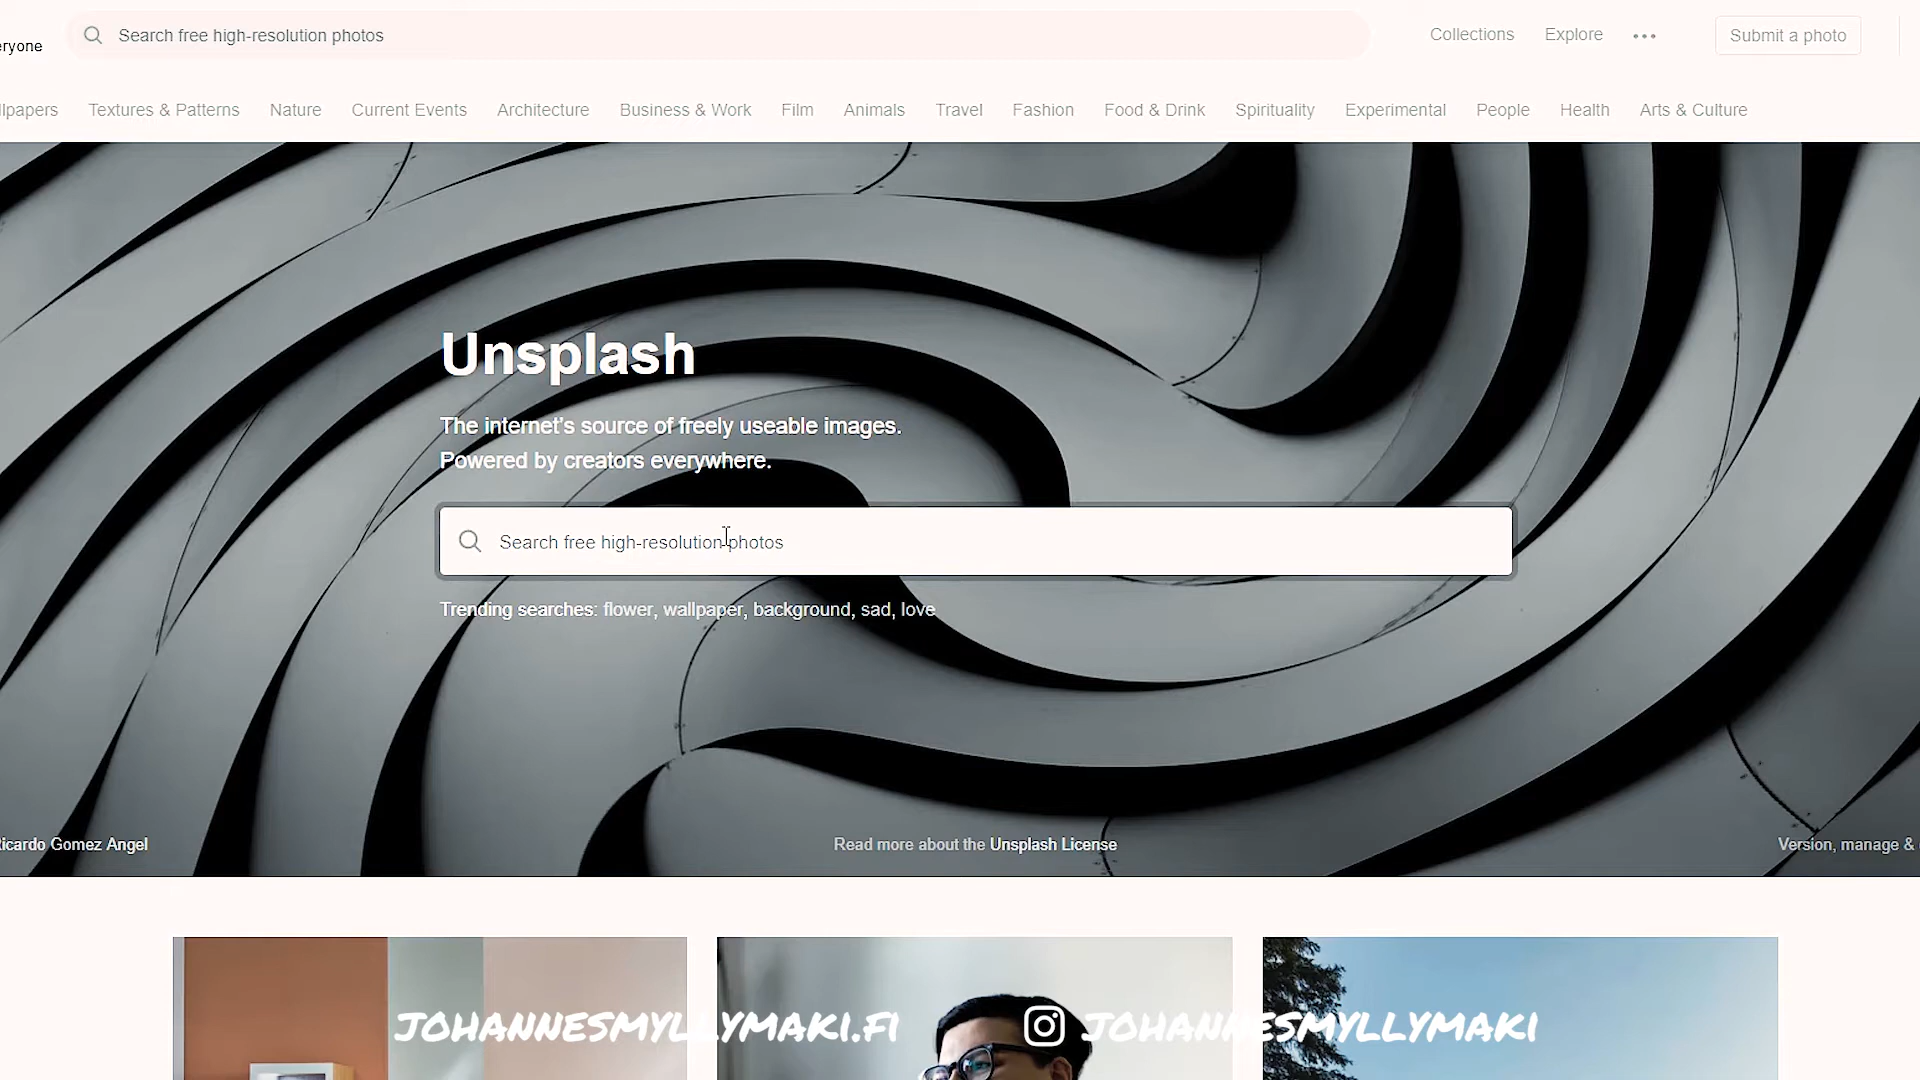 eryone
Search free high-resolution photos
Collections
Explore
Submit a photo
llpapers
Textures & Patterns
Nature
Current Events
Architecture
Business & Work
Film
Animals
Travel
Fashion
Food & Drink
Spirituality
Experimental
People
Health
Arts & Culture
Unsplash
The internet's source of freely useable images.
Powered by creators everywhere.
Search free high-resolution photos
Trending searches: flower, wallpaper, background, sad, love
icardo Gomez Angel
Read more about the Unsplash License
Version, manage &
JOHANNESMYLLYMAKI.FI
JOHANNESMYLLYMAKI